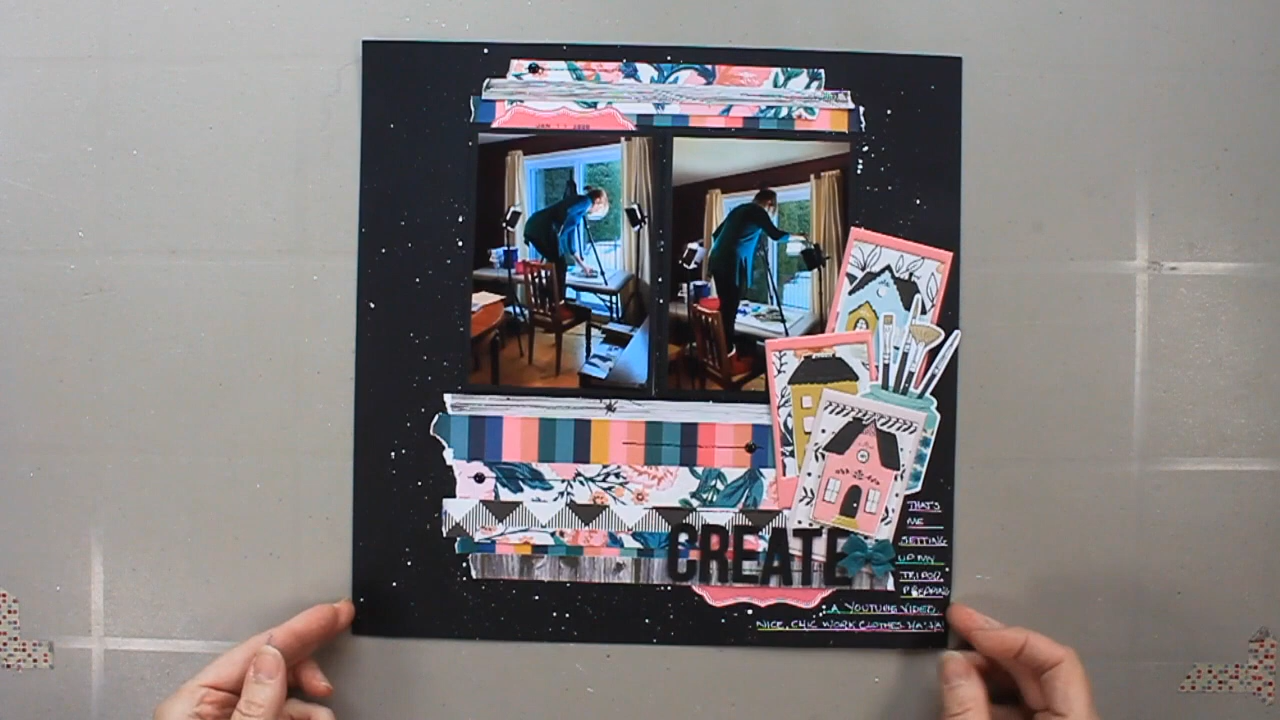 CREATE
THAT'S
ME
SETTING
UP MY
TRIPOD,
PREPARING
A YOUTUBE VIDEO.
NICE, CHIC WORK CLOTHES. HA! HA!